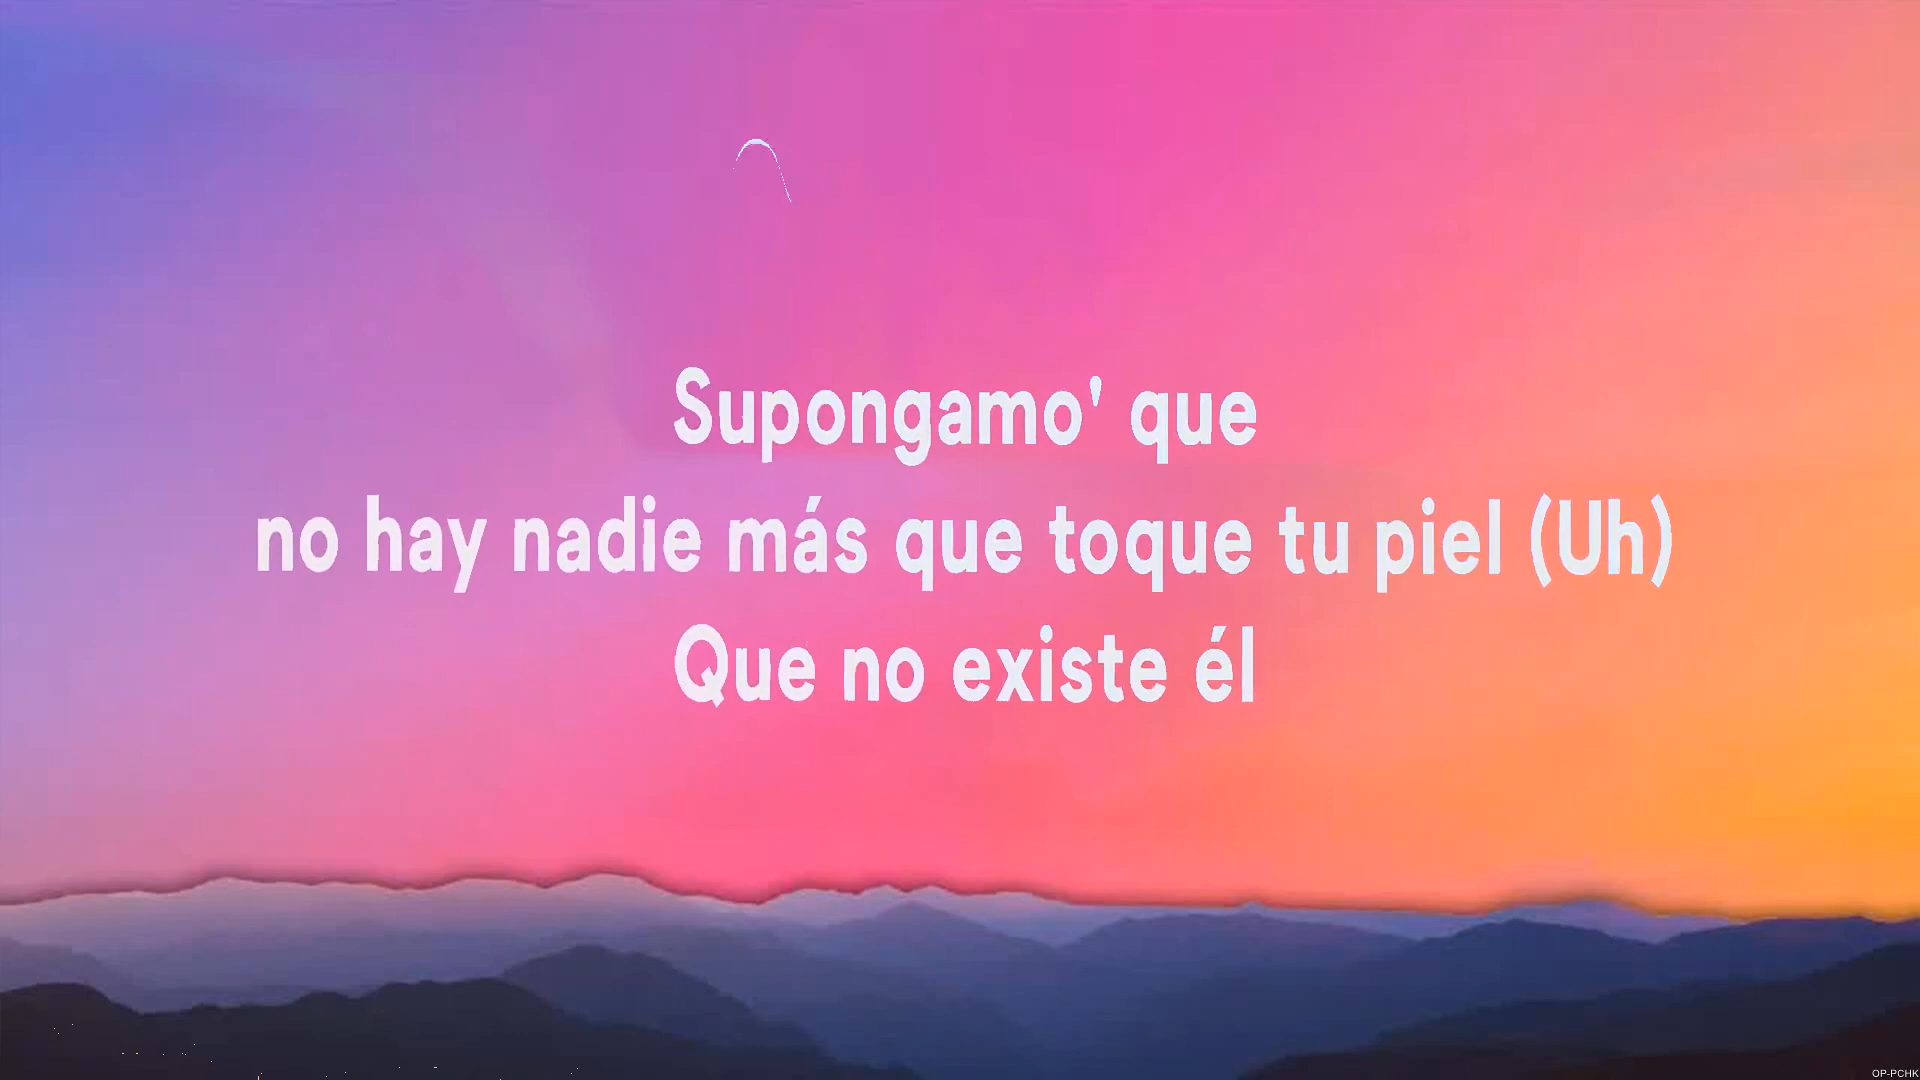 Supongamo' que
no hay nadie más que toque tu piel (Uh)
Que no existe él
OP-PCHK